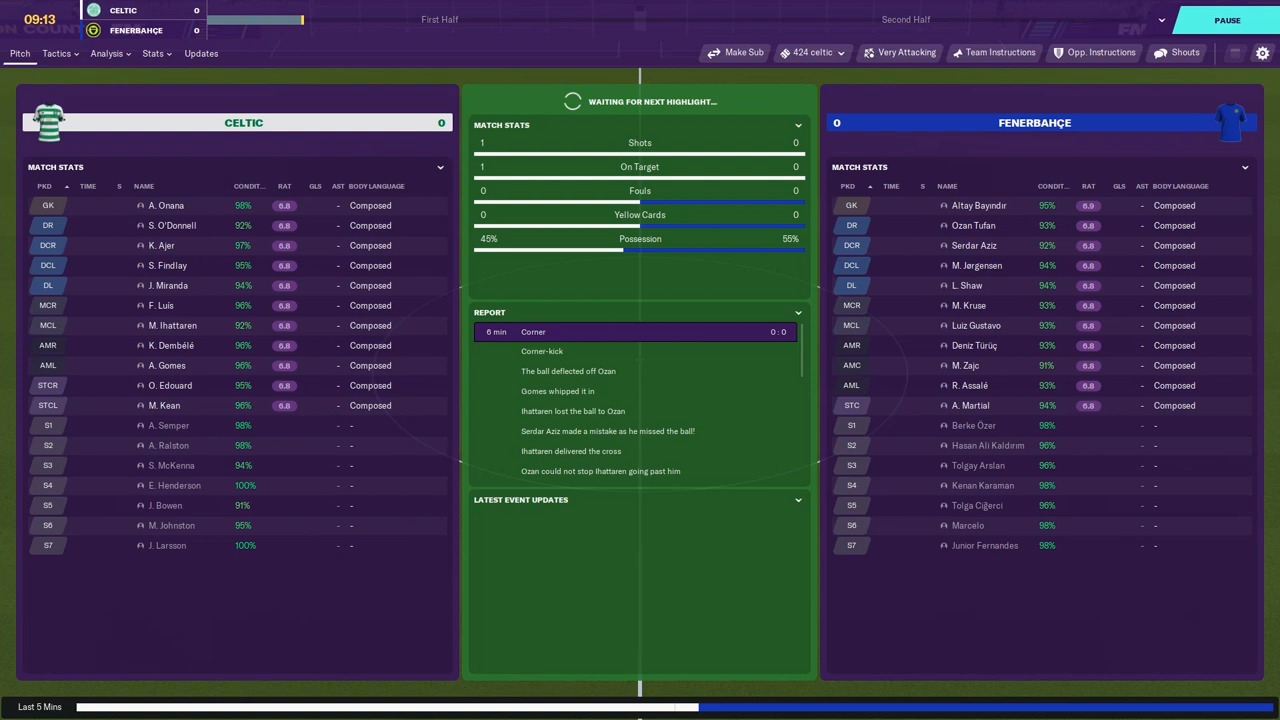 09:13
CELTIC 0
FENERBAHÇE 0
First Half
Second Half
PAUSE
Pitch Tactics Analysis Stats Updates
Make Sub 424 celtic Very Attacking Team Instructions Opp. Instructions Shouts
CELTIC 0
MATCH STATS
PKD TIME S NAME CONDIT... RAT GLS AST BODY LANGUAGE
GK A. Onana 98% 6.8 - Composed
DR S. O'Donnell 92% 6.8 - Composed
DCR K. Ajer 97% 6.8 - Composed
DCL S. Findlay 95% 6.8 - Composed
DL J. Miranda 94% 6.8 - Composed
MCR F. Luís 96% 6.8 - Composed
MCL M. Ihattaren 92% 6.8 - Composed
AMR K. Dembélé 96% 6.8 - Composed
AML A. Gomes 96% 6.8 - Composed
STCR O. Edouard 95% 6.8 - Composed
STCL M. Kean 96% 6.8 - Composed
S1 A. Semper 98% - -
S2 A. Ralston 98% - -
S3 S. McKenna 94% - -
S4 E. Henderson 100% - -
S5 J. Bowen 91% - -
S6 M. Johnston 95% - -
S7 J. Larsson 100% - -
WAITING FOR NEXT HIGHLIGHT...
MATCH STATS
1 Shots 0
1 On Target 0
0 Fouls 0
0 Yellow Cards 0
45% Possession 55%
REPORT
6 min Corner 0 : 0
Corner-kick
The ball deflected off Ozan
Gomes whipped it in
Ihattaren lost the ball to Ozan
Serdar Aziz made a mistake as he missed the ball!
Ihattaren delivered the cross
Ozan could not stop Ihattaren going past him
LATEST EVENT UPDATES
0 FENERBAHÇE
MATCH STATS
PKD TIME S NAME CONDIT... RAT GLS AST BODY LANGUAGE
GK Altay Bayındır 95% 6.9 - Composed
DR Ozan Tufan 93% 6.8 - Composed
DCR Serdar Aziz 92% 6.8 - Composed
DCL M. Jørgensen 94% 6.8 - Composed
DL L. Shaw 94% 6.8 - Composed
MCR M. Kruse 93% 6.8 - Composed
MCL Luiz Gustavo 93% 6.8 - Composed
AMR Deniz Türüç 93% 6.8 - Composed
AMC M. Zajc 91% 6.8 - Composed
AML R. Assalé 93% 6.8 - Composed
STC A. Martial 94% 6.8 - Composed
S1 Berke Özer 98% - -
S2 Hasan Ali Kaldırım 96% - -
S3 Tolgay Arslan 96% - -
S4 Kenan Karaman 98% - -
S5 Tolga Ciğerci 96% - -
S6 Marcelo 98% - -
S7 Junior Fernandes 98% - -
Last 5 Mins